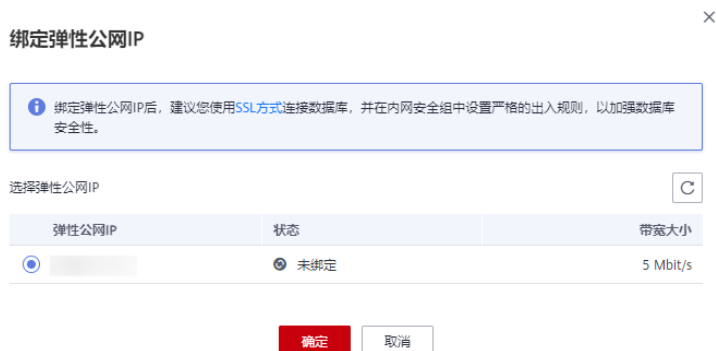 绑定弹性公网IP
绑定弹性公网IP后，建议您使用SSL方式连接数据库，并在内网安全组中设置严格的出入规则，以加强数据库
安全性。
选择弹性公网IP
弹性公网IP 状态 带宽大小
未绑定 5 Mbit/s
确定 取消